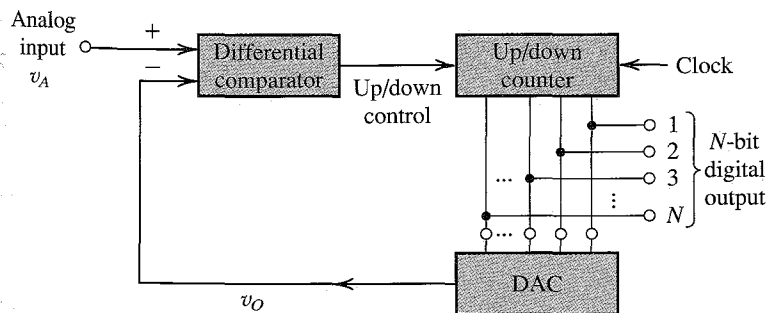 Analog
input
v_A
+
−
Differential
comparator
Up/down
control
Up/down
counter
Clock
1
2
3
N
...
...
...
N-bit
digital
output
DAC
v_O